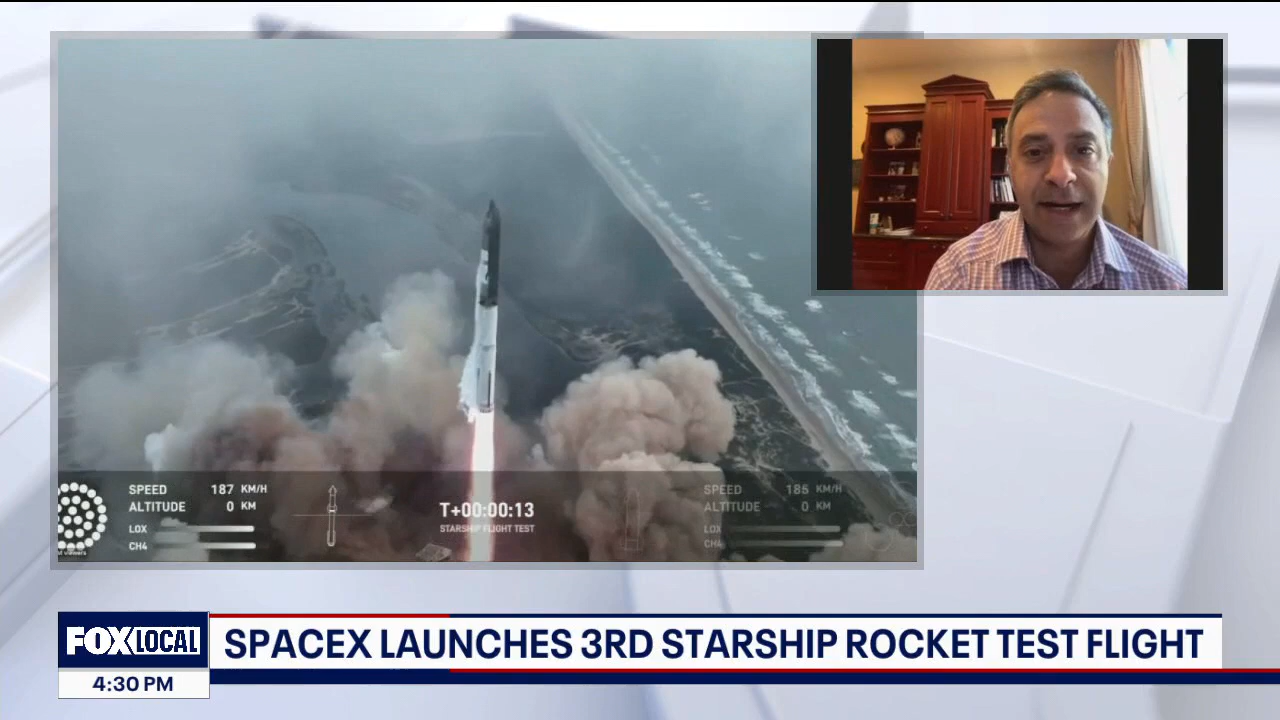 SPEED 187 KM/H
ALTITUDE 0 KM
LOX
CH4
T+00:00:13
STARSHIP FLIGHT TEST
SPEED 185 KM/H
ALTITUDE 0 KM
LOX
CH4
FOX LOCAL
4:30 PM
SPACEX LAUNCHES 3RD STARSHIP ROCKET TEST FLIGHT